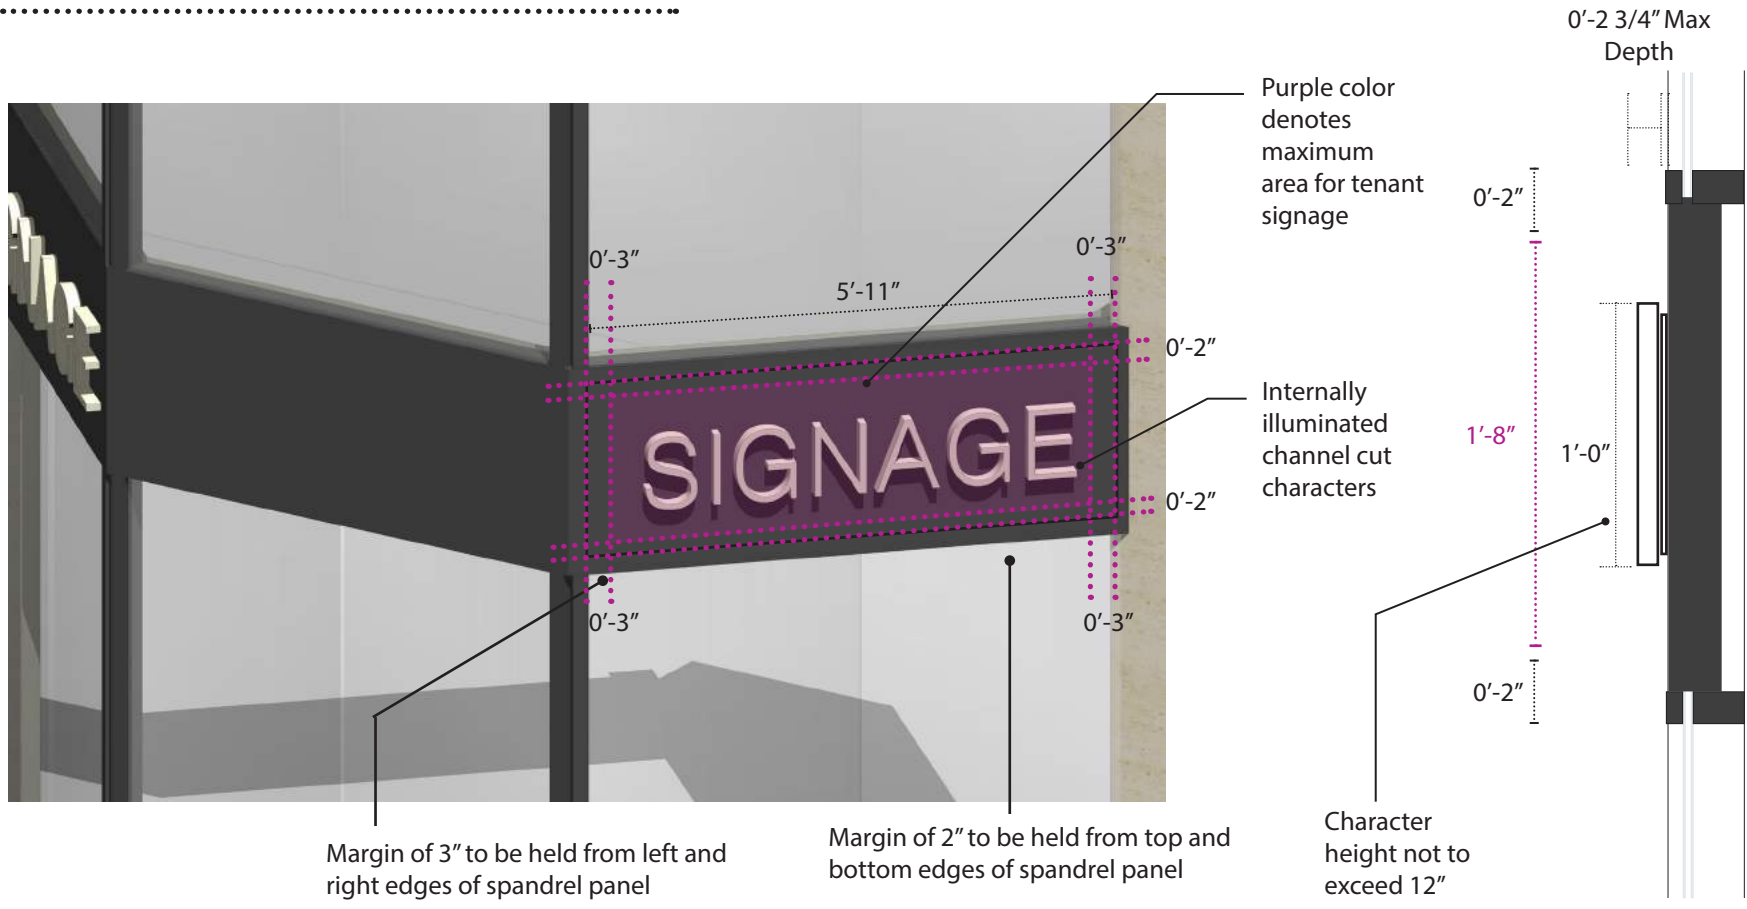 0′-2 3/4″ Max
Depth
Purple color
denotes
maximum
area for tenant
signage
0′-2″
0′-3″
0′-3″
5′-11″
0′-2″
Internally
illuminated
channel cut
characters
1′-8″
1′-0″
SIGNAGE
0′-2″
0′-3″
0′-3″
0′-2″
Margin of 3″ to be held from left and
right edges of spandrel panel
Margin of 2″ to be held from top and
bottom edges of spandrel panel
Character
height not to
exceed 12″